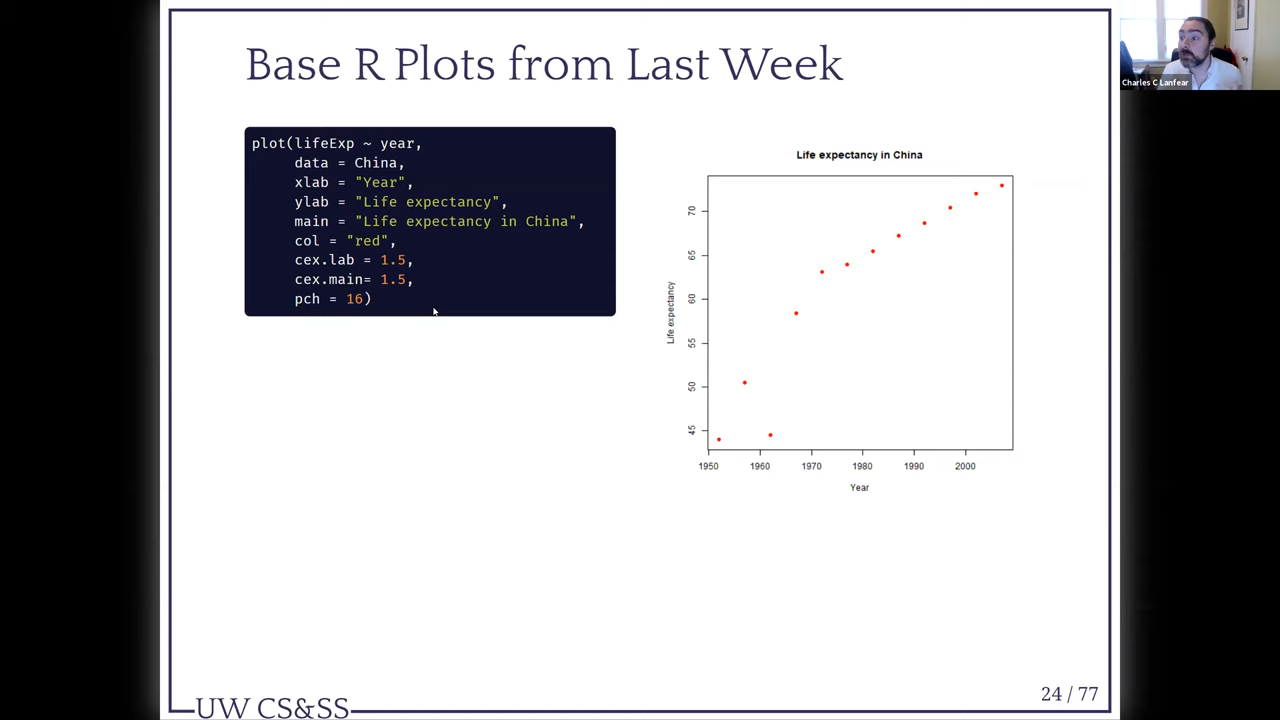 Base R Plots from Last Week
plot(lifeExp ~ year,
data = China,
xlab = "Year",
ylab = "Life expectancy",
main = "Life expectancy in China",
col = "red",
cex.lab = 1.5,
cex.main= 1.5,
pch = 16)
Life expectancy in China
70
65
60
55
50
45
Life expectancy
1950 1960 1970 1980 1990 2000
Year
UW CS&SS
24 / 77
Charles C Lanfear